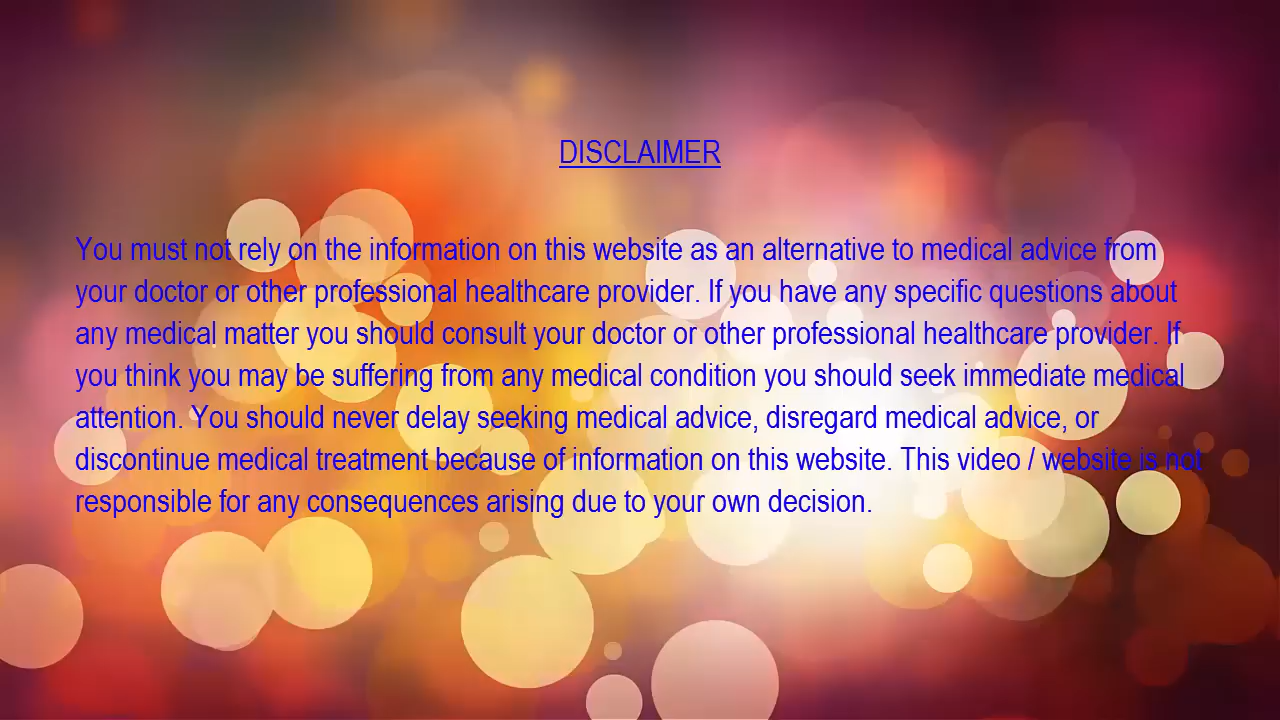 DISCLAIMER
You must not rely on the information on this website as an alternative to medical advice from
your doctor or other professional healthcare provider. If you have any specific questions about
any medical matter you should consult your doctor or other professional healthcare provider. If
you think you may be suffering from any medical condition you should seek immediate medical
attention. You should never delay seeking medical advice, disregard medical advice, or
discontinue medical treatment because of information on this website. This video / website is not
responsible for any consequences arising due to your own decision.